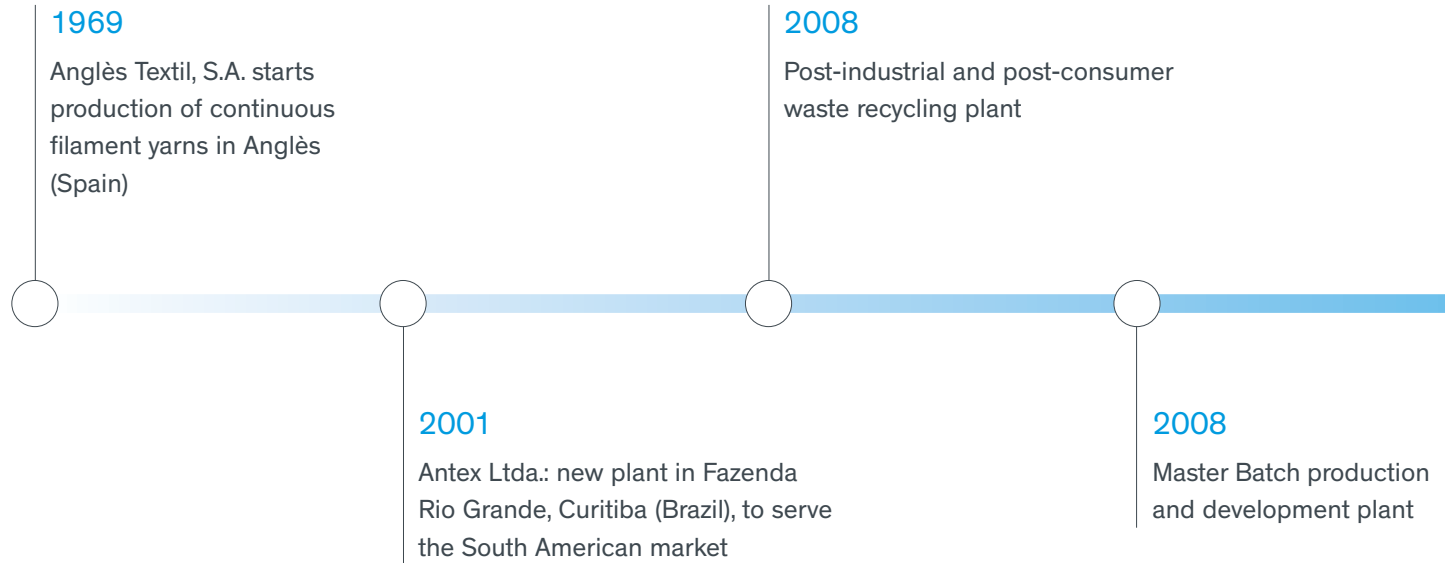 1969
Anglès Textil, S.A. starts
production of continuous
filament yarns in Anglès
(Spain)
2001
Antex Ltda.: new plant in Fazenda
Rio Grande, Curitiba (Brazil), to serve
the South American market
2008
Post-industrial and post-consumer
waste recycling plant
2008
Master Batch production
and development plant